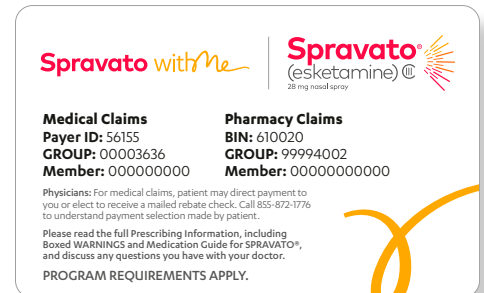 Spravato withMe
Spravato®
(esketamine) CIII
28 mg nasal spray
Medical Claims
Payer ID: 56155
GROUP: 00003636
Member: 000000000
Pharmacy Claims
BIN: 610020
GROUP: 99994002
Member: 00000000000
Physicians: For medical claims, patient may direct payment to
you or elect to receive a mailed rebate check. Call 855-872-1776
to understand payment selection made by patient.
Please read the full Prescribing Information, including
Boxed WARNINGS and Medication Guide for SPRAVATO®,
and discuss any questions you have with your doctor.
PROGRAM REQUIREMENTS APPLY.